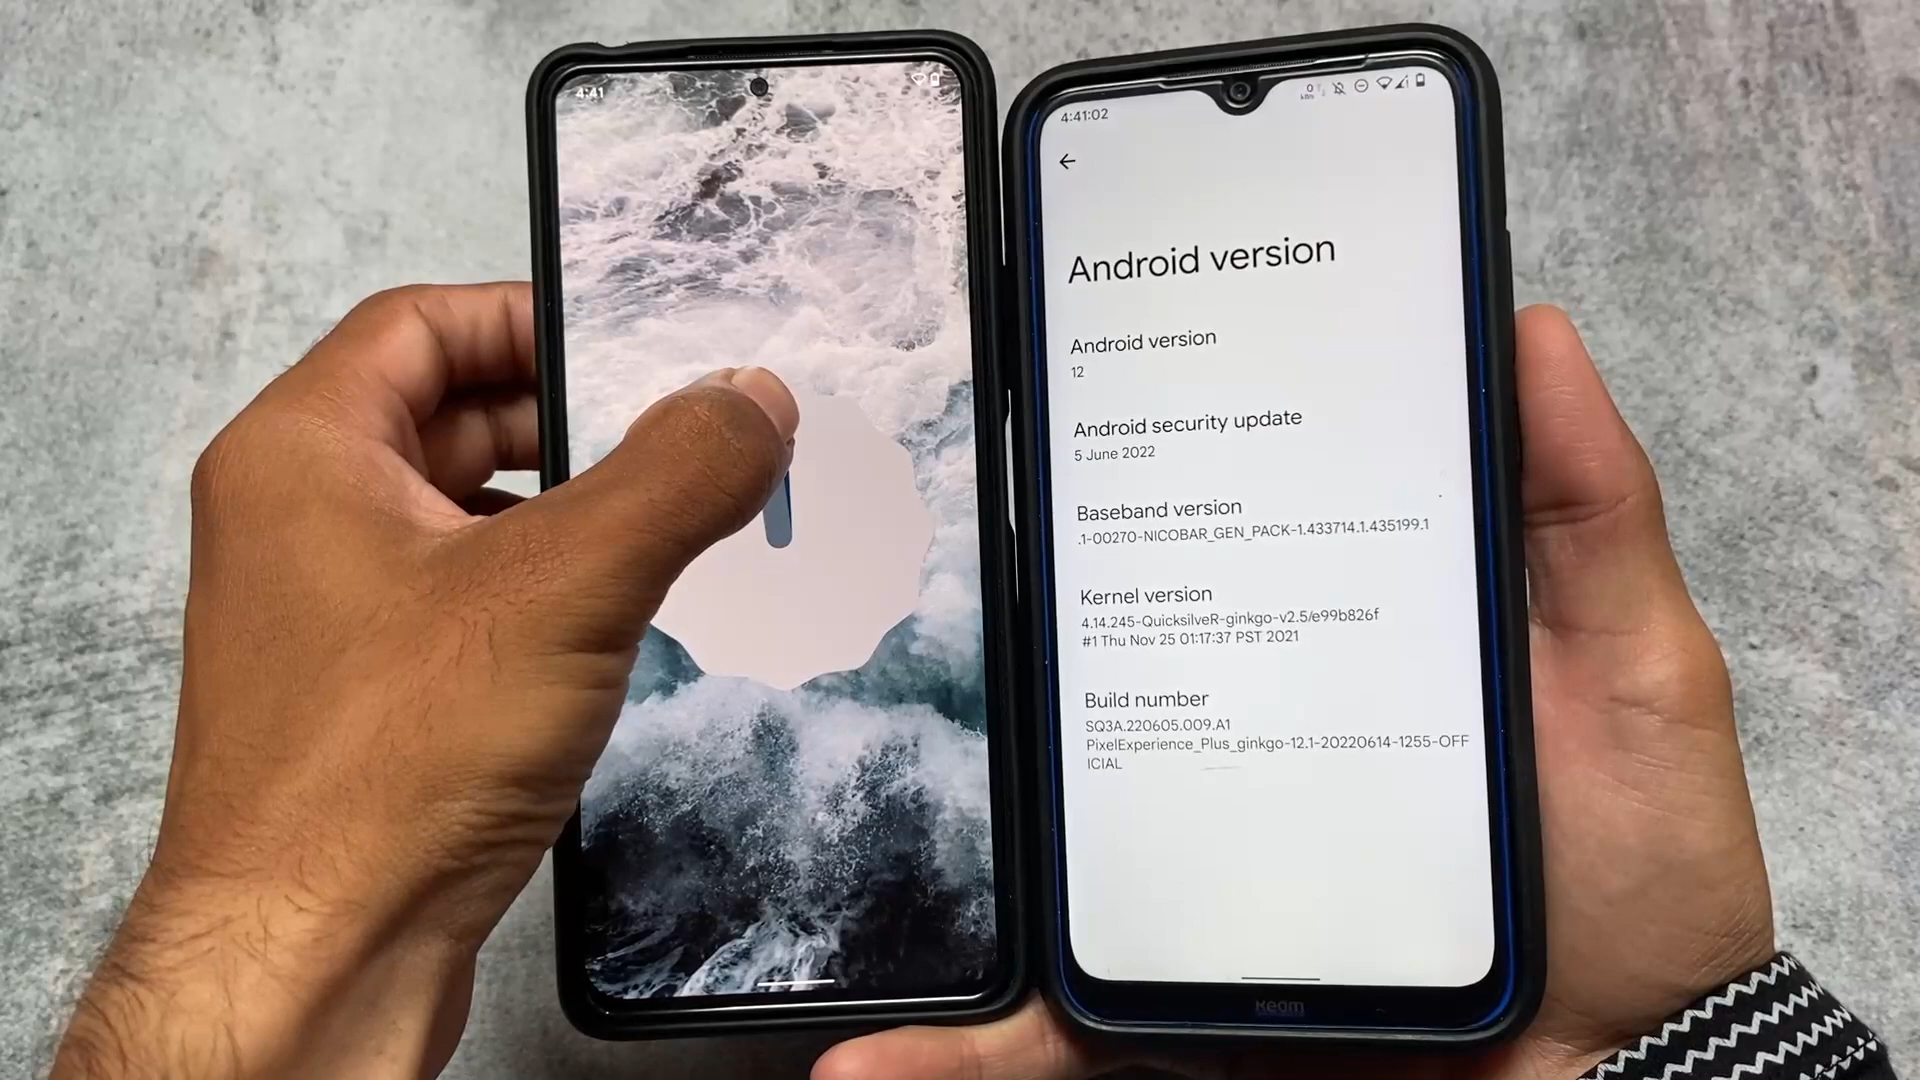 4:41
4:41:02
0
Android version
Android version
12
Android security update
5 June 2022
Baseband version
.1-00270-NICOBAR_GEN_PACK-1.433714.1.435199.1
Kernel version
4.14.245-QuicksilveR-ginkgo-v2.5/e99b826f
#1 Thu Nov 25 01:17:37 PST 2021
Build number
SQ3A.220605.009.A1
PixelExperience_Plus_ginkgo-12.1-20220614-1255-OFF
ICIAL